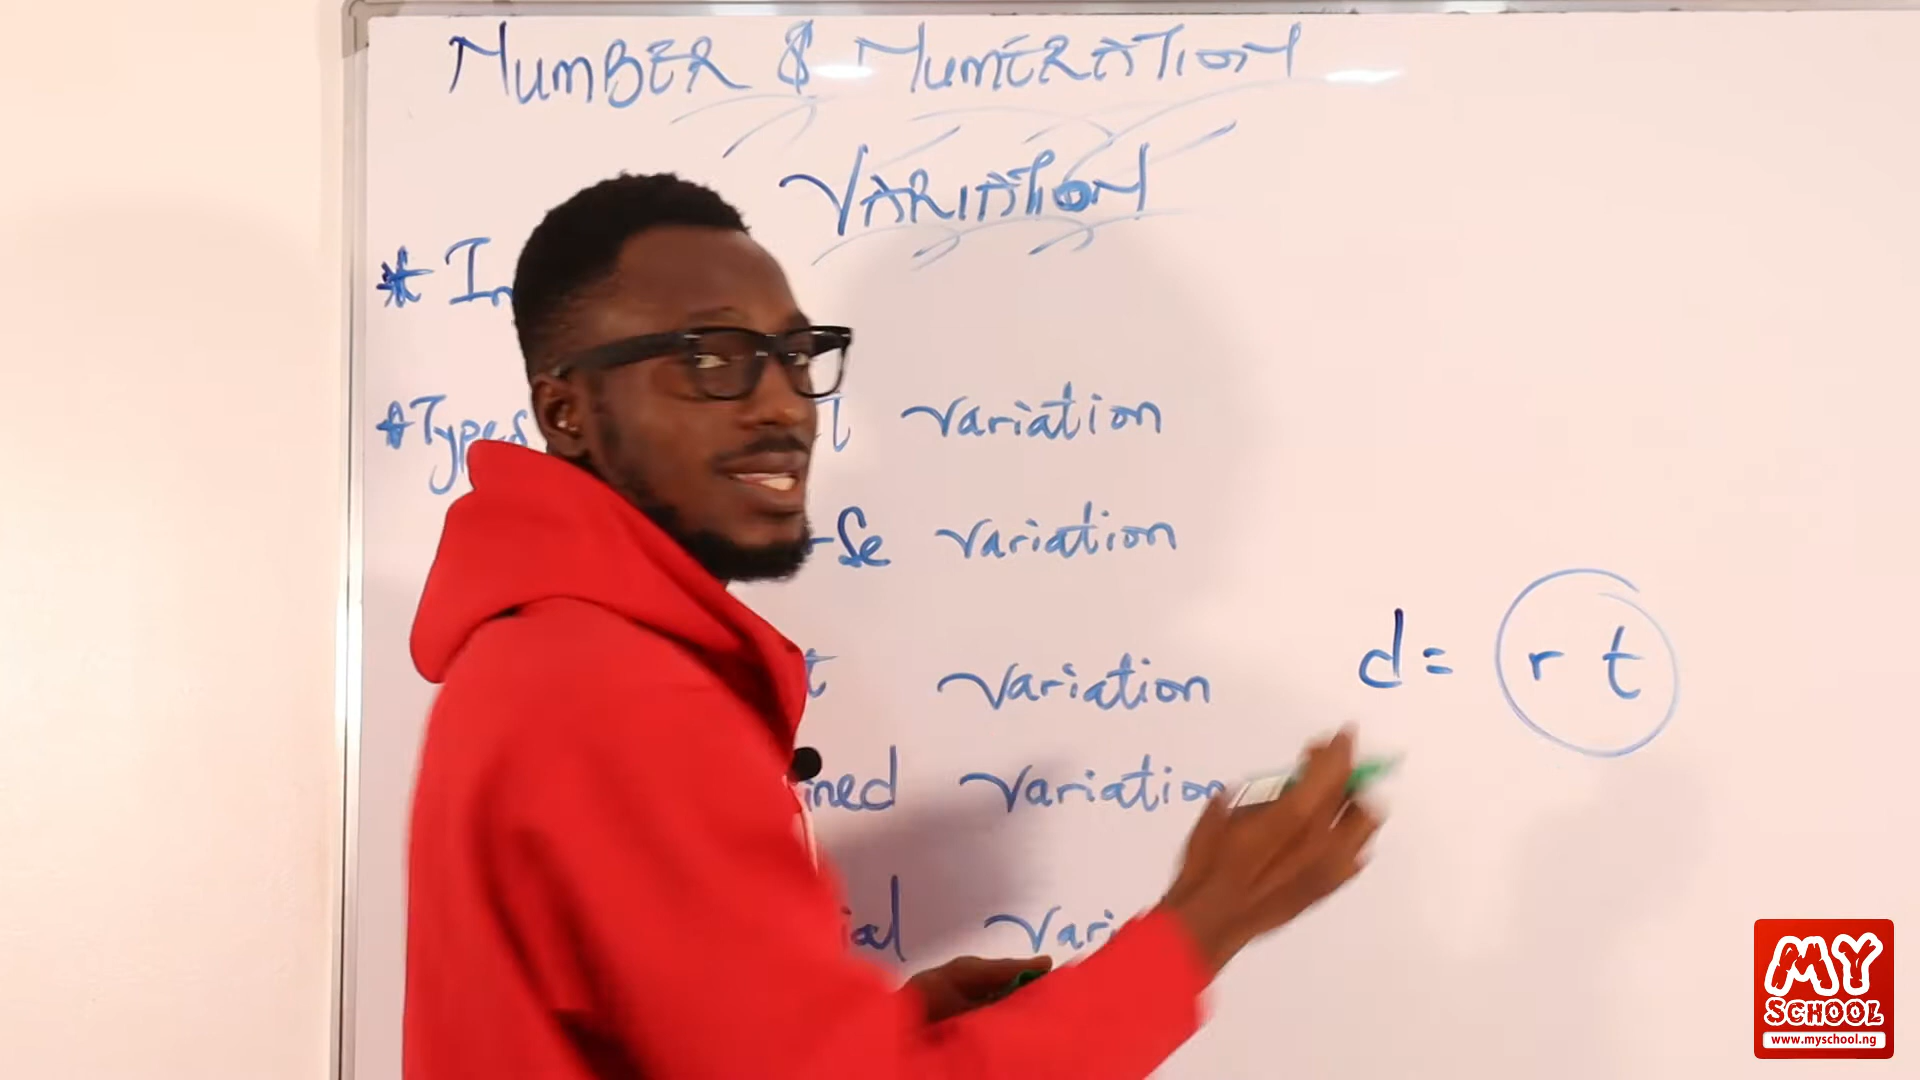 NUMBER & NUMERATION
VARIATION
* In
* Types t variation
-se variation
t variation
d = r t
ined variation
ial vari
MY
SCHOOL
www.myschool.ng